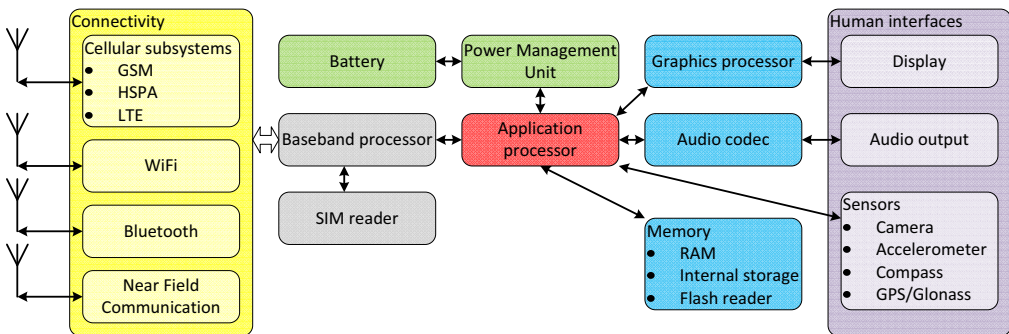 Connectivity
Cellular subsystems
• GSM
• HSPA
• LTE
WiFi
Bluetooth
Near Field
Communication
Battery
Power Management
Unit
Baseband processor
Application
processor
SIM reader
Graphics processor
Audio codec
Memory
• RAM
• Internal storage
• Flash reader
Human interfaces
Display
Audio output
Sensors
• Camera
• Accelerometer
• Compass
• GPS/Glonass